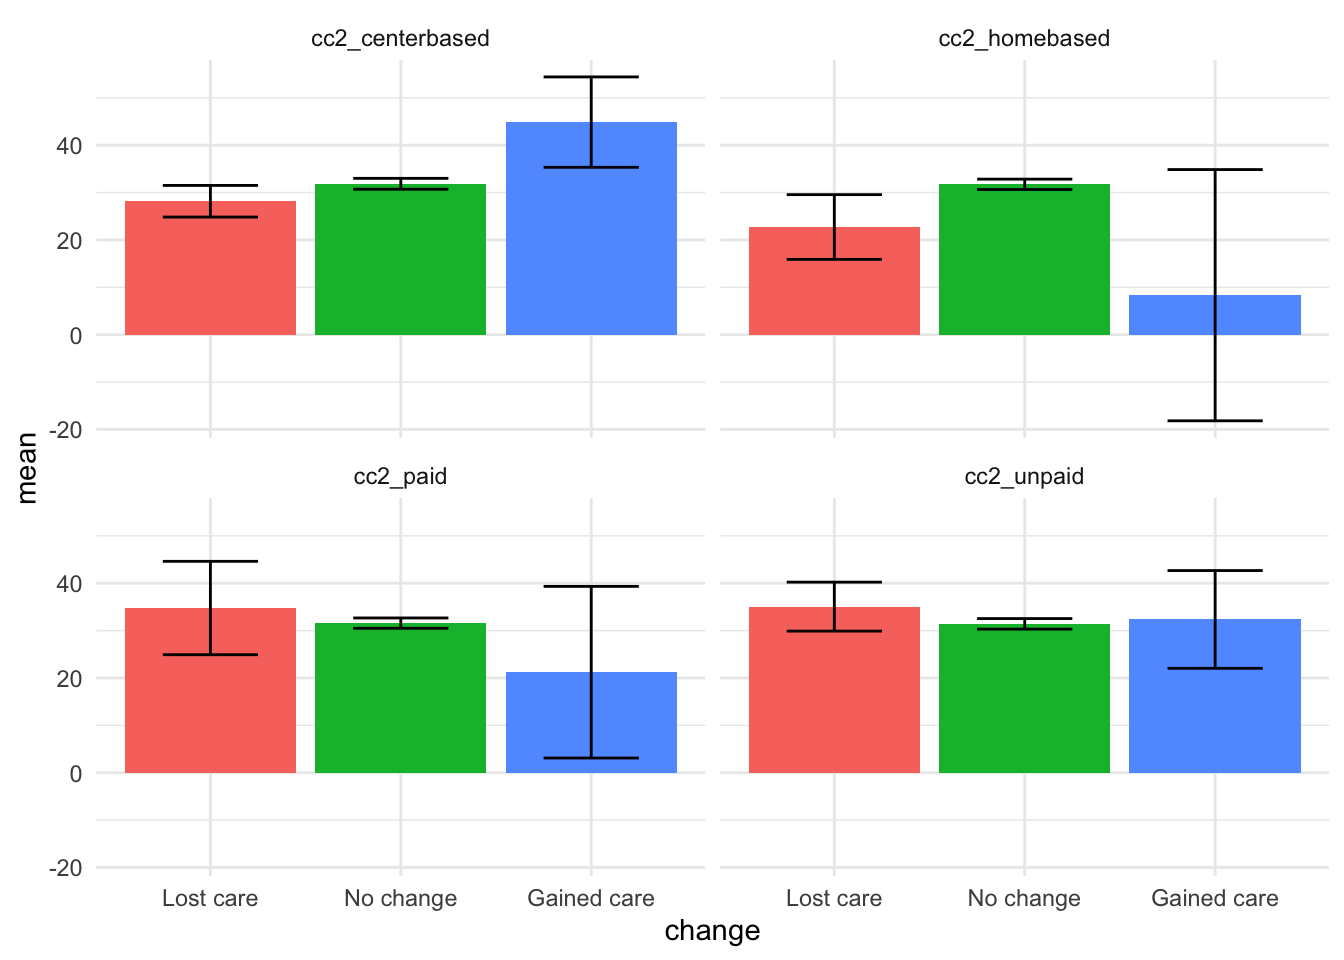 cc2_centerbased
cc2_homebased
40
20
0
-20
mean
cc2_paid
cc2_unpaid
40
20
0
-20
Lost care
No change
Gained care
Lost care
No change
Gained care
change